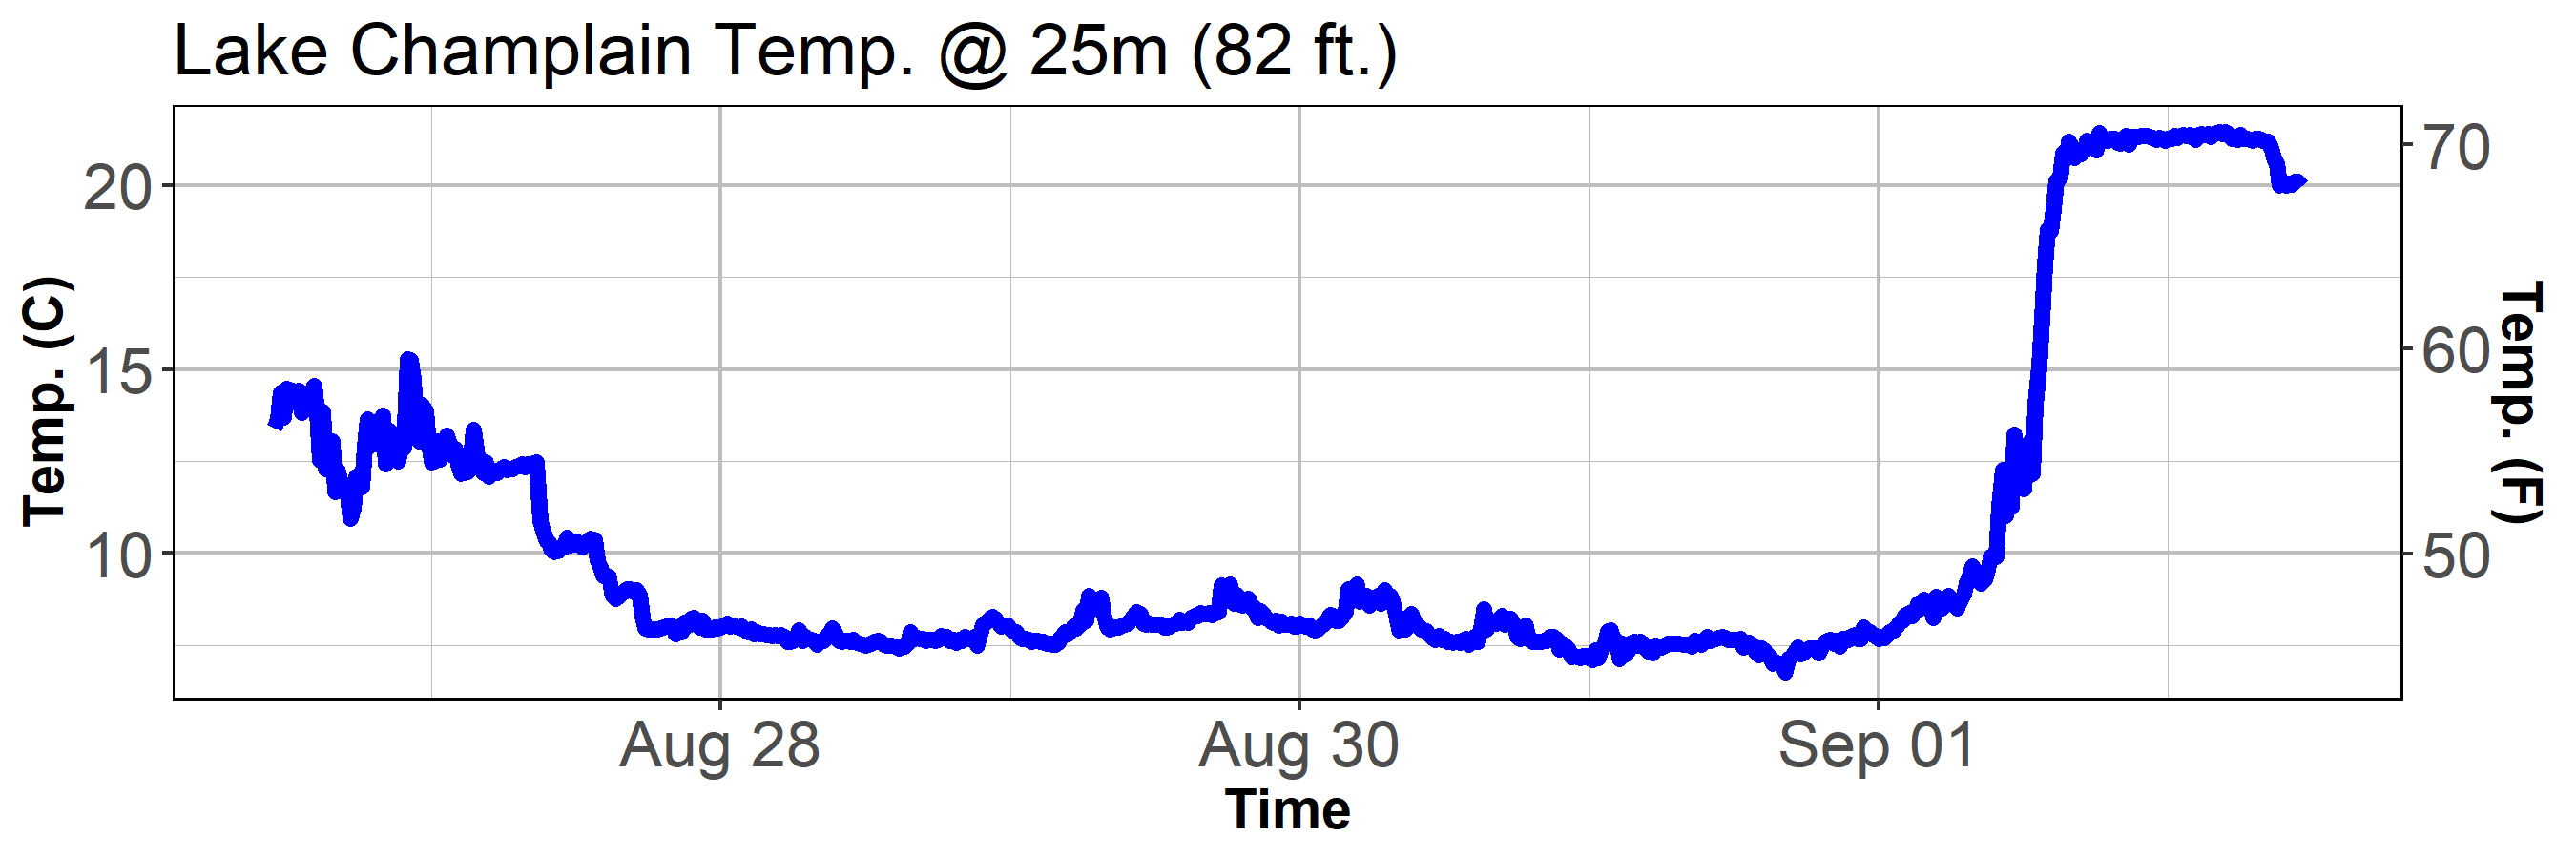 Lake Champlain Temp. @ 25m (82 ft.)
Temp. (C)
20
15
10
70
60
50
Temp. (F)
Aug 28
Aug 30
Sep 01
Time